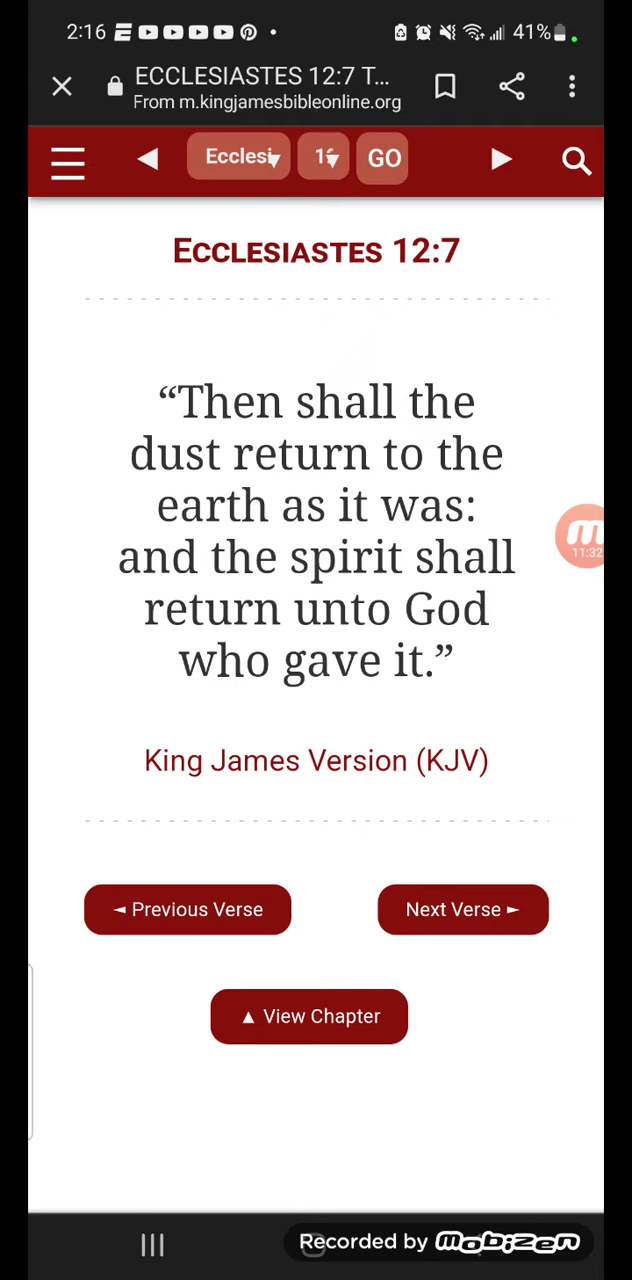 2:16 41%
ECCLESIASTES 12:7 T...
From m.kingjamesbibleonline.org
Ecclesi GO
ECCLESIASTES 12:7
“Then shall the
dust return to the
earth as it was:
and the spirit shall
return unto God
who gave it.”
11:32
King James Version (KJV)
◄ Previous Verse Next Verse ►
▲ View Chapter
Recorded by mobizen